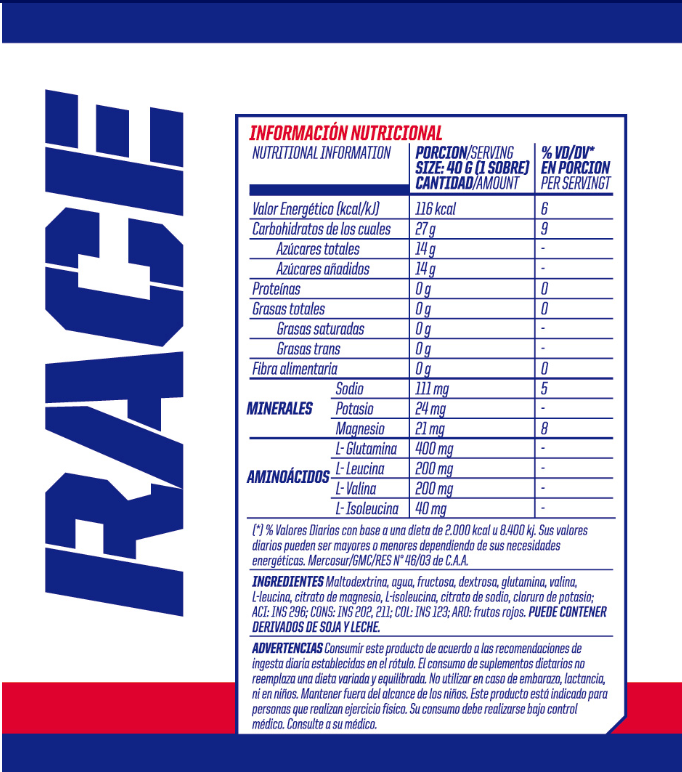 RACE
INFORMACIÓN NUTRICIONAL
NUTRITIONAL INFORMATION
PORCION/SERVING
SIZE: 40 G (1 SOBRE)
CANTIDAD/AMOUNT
% VD/DV*
EN PORCION
PER SERVINGT
Valor Energético (kcal/kJ) 116 kcal 6
Carbohidratos de los cuales 27 g 9
Azúcares totales 14 g -
Azúcares añadidos 14 g -
Proteínas 0 g 0
Grasas totales 0 g 0
Grasas saturadas 0 g -
Grasas trans 0 g -
Fibra alimentaria 0 g 0
MINERALES
Sodio 111 mg 5
Potasio 24 mg -
Magnesio 21 mg 8
AMINOÁCIDOS
L- Glutamina 400 mg -
L- Leucina 200 mg -
L- Valina 200 mg -
L- Isoleucina 40 mg -
(*) % Valores Diarios con base a una dieta de 2.000 kcal u 8.400 kj. Sus valores
diarios pueden ser mayores o menores dependiendo de sus necesidades
energéticas. Mercosur/GMC/RES N° 46/03 de C.A.A.
INGREDIENTES Maltodextrina, agua, fructosa, dextrosa, glutamina, valina,
L-leucina, citrato de magnesio, L-isoleucina, citrato de sodio, cloruro de potasio;
ACI: INS 296; CONS: INS 202, 211; COL: INS 123; ARO: frutos rojos. PUEDE CONTENER
DERIVADOS DE SOJA Y LECHE.
ADVERTENCIAS Consumir este producto de acuerdo a las recomendaciones de
ingesta diaria establecidas en el rótulo. El consumo de suplementos dietarios no
reemplaza una dieta variada y equilibrada. No utilizar en caso de embarazo, lactancia,
ni en niños. Mantener fuera del alcance de los niños. Este producto está indicado para
personas que realizan ejercicio físico. Su consumo debe realizarse bajo control
médico. Consulte a su médico.